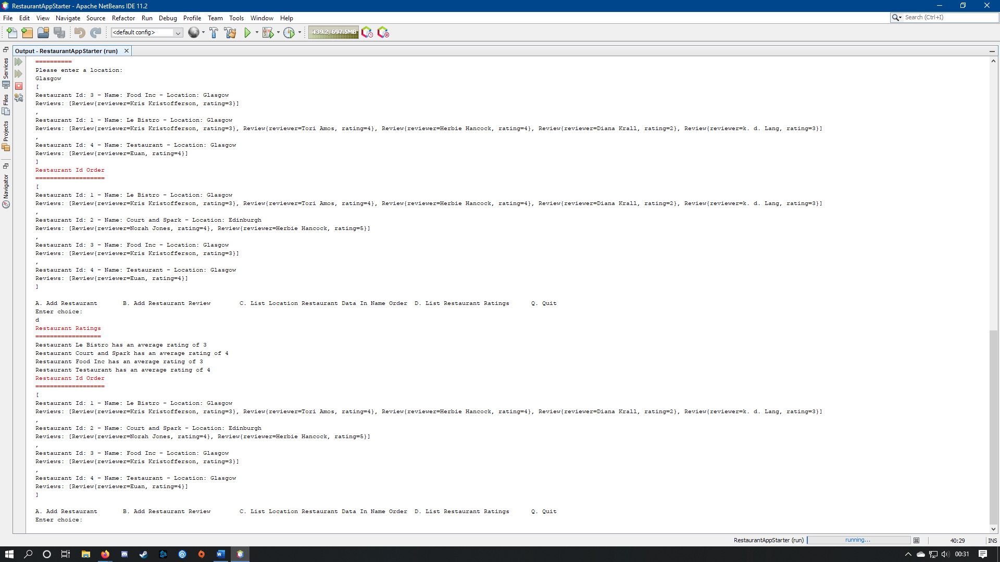 RestaurantAppStarter - Apache NetBeans IDE 11.2
File Edit View Navigate Source Refactor Run Debug Profile Team Tools Window Help
Search (Ctrl+I)
<default config>
439.2/697.5MB
Output - RestaurantAppStarter (run)
Services
Files
Projects
Navigator
==========
Please enter a location:
Glasgow
[
Restaurant Id: 3 - Name: Food Inc - Location: Glasgow
Reviews: [Review{reviewer=Kris Kristofferson, rating=3}]
,
Restaurant Id: 1 - Name: Le Bistro - Location: Glasgow
Reviews: [Review{reviewer=Kris Kristofferson, rating=3}, Review{reviewer=Tori Amos, rating=4}, Review{reviewer=Herbie Hancock, rating=4}, Review{reviewer=Diana Krall, rating=2}, Review{reviewer=k. d. Lang, rating=3}]
,
Restaurant Id: 4 - Name: Testaurant - Location: Glasgow
Reviews: [Review{reviewer=Euan, rating=4}]
]
Restaurant Id Order
===================
[
Restaurant Id: 1 - Name: Le Bistro - Location: Glasgow
Reviews: [Review{reviewer=Kris Kristofferson, rating=3}, Review{reviewer=Tori Amos, rating=4}, Review{reviewer=Herbie Hancock, rating=4}, Review{reviewer=Diana Krall, rating=2}, Review{reviewer=k. d. Lang, rating=3}]
,
Restaurant Id: 2 - Name: Court and Spark - Location: Edinburgh
Reviews: [Review{reviewer=Norah Jones, rating=4}, Review{reviewer=Herbie Hancock, rating=5}]
,
Restaurant Id: 3 - Name: Food Inc - Location: Glasgow
Reviews: [Review{reviewer=Kris Kristofferson, rating=3}]
,
Restaurant Id: 4 - Name: Testaurant - Location: Glasgow
Reviews: [Review{reviewer=Euan, rating=4}]
]
A. Add Restaurant B. Add Restaurant Review C. List Location Restaurant Data In Name Order D. List Restaurant Ratings Q. Quit
Enter choice:
d
Restaurant Ratings
==================
Restaurant Le Bistro has an average rating of 3
Restaurant Court and Spark has an average rating of 4
Restaurant Food Inc has an average rating of 3
Restaurant Testaurant has an average rating of 4
Restaurant Id Order
===================
[
Restaurant Id: 1 - Name: Le Bistro - Location: Glasgow
Reviews: [Review{reviewer=Kris Kristofferson, rating=3}, Review{reviewer=Tori Amos, rating=4}, Review{reviewer=Herbie Hancock, rating=4}, Review{reviewer=Diana Krall, rating=2}, Review{reviewer=k. d. Lang, rating=3}]
,
Restaurant Id: 2 - Name: Court and Spark - Location: Edinburgh
Reviews: [Review{reviewer=Norah Jones, rating=4}, Review{reviewer=Herbie Hancock, rating=5}]
,
Restaurant Id: 3 - Name: Food Inc - Location: Glasgow
Reviews: [Review{reviewer=Kris Kristofferson, rating=3}]
,
Restaurant Id: 4 - Name: Testaurant - Location: Glasgow
Reviews: [Review{reviewer=Euan, rating=4}]
]
A. Add Restaurant B. Add Restaurant Review C. List Location Restaurant Data In Name Order D. List Restaurant Ratings Q. Quit
Enter choice:
RestaurantAppStarter (run) running... 40:29 INS
00:31